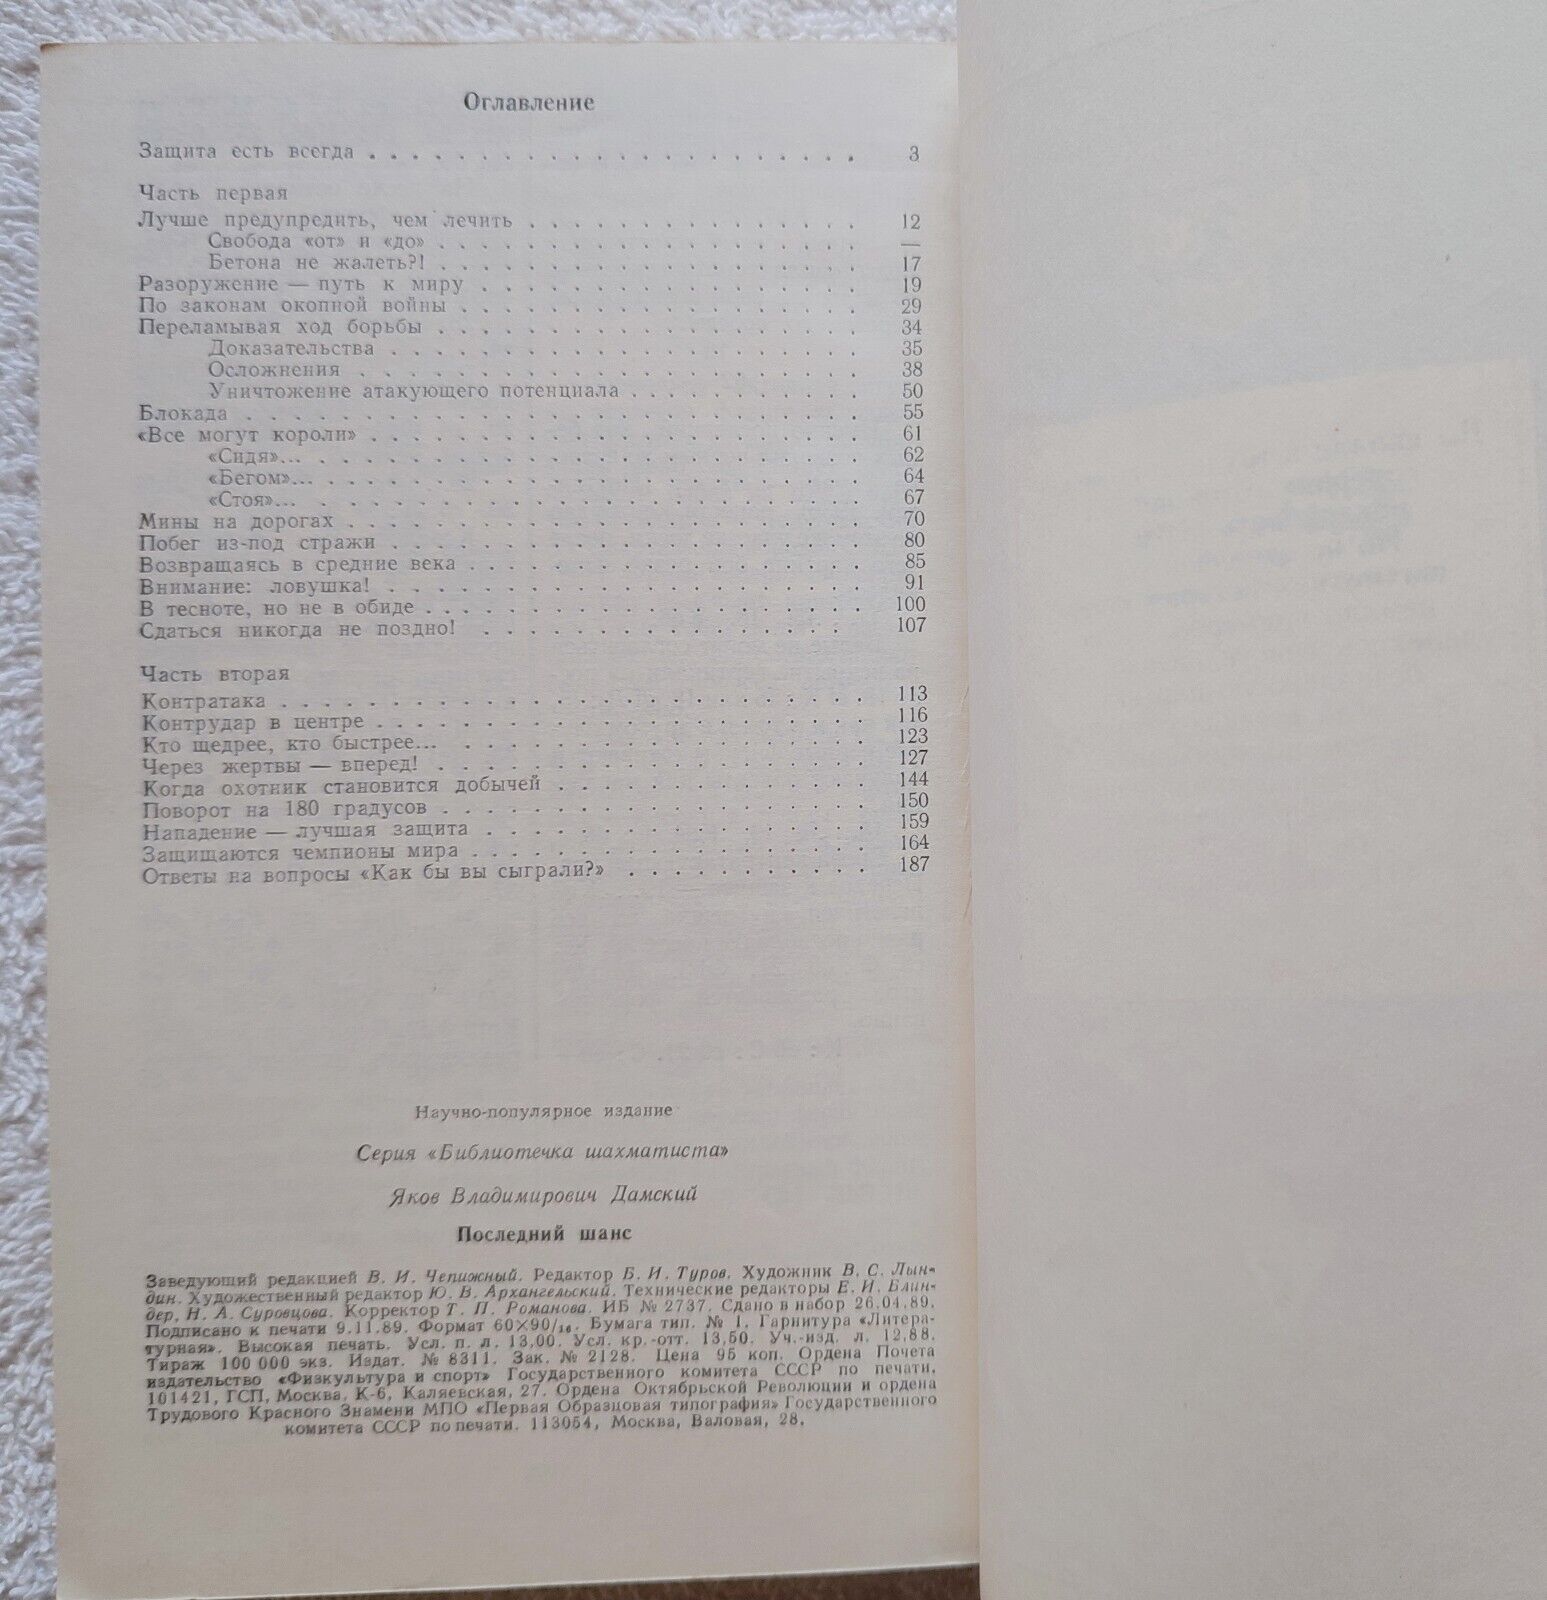 Оглавление
Защита есть всегда . . . . . . . . . . . . . . . . . . . . . . 3
Часть первая
Лучше предупредить, чем лечить . . . . . . . . . . . . . . . 12
Свобода «от» и «до» . . . . . . . . . . . . . . . . . . . —
Бетона не жалеть?! . . . . . . . . . . . . . . . . . . . 17
Разоружение — путь к миру . . . . . . . . . . . . . . . . . 19
По законам окопной войны . . . . . . . . . . . . . . . . . . 29
Переламывая ход борьбы . . . . . . . . . . . . . . . . . . . 34
Доказательства . . . . . . . . . . . . . . . . . . . . . 35
Осложнения . . . . . . . . . . . . . . . . . . . . . . . 38
Уничтожение атакующего потенциала . . . . . . . . . . . 50
Блокада . . . . . . . . . . . . . . . . . . . . . . . . . . . 55
«Все могут короли» . . . . . . . . . . . . . . . . . . . . . . 61
«Сидя»... . . . . . . . . . . . . . . . . . . . . . . . . 62
«Бегом»... . . . . . . . . . . . . . . . . . . . . . . . 64
«Стоя»... . . . . . . . . . . . . . . . . . . . . . . . . 67
Мины на дорогах . . . . . . . . . . . . . . . . . . . . . . . 70
Побег из-под стражи . . . . . . . . . . . . . . . . . . . . . 80
Возвращаясь в средние века . . . . . . . . . . . . . . . . . . 85
Внимание: ловушка! . . . . . . . . . . . . . . . . . . . . . . 91
В тесноте, но не в обиде . . . . . . . . . . . . . . . . . . . 100
Сдаться никогда не поздно! . . . . . . . . . . . . . . . . . 107
Часть вторая
Контратака . . . . . . . . . . . . . . . . . . . . . . . . . . 113
Контрудар в центре . . . . . . . . . . . . . . . . . . . . . . 116
Кто щедрее, кто быстрее... . . . . . . . . . . . . . . . . . . 123
Через жертвы — вперед! . . . . . . . . . . . . . . . . . . . 127
Когда охотник становится добычей . . . . . . . . . . . . . . 144
Поворот на 180 градусов . . . . . . . . . . . . . . . . . . . 150
Нападение — лучшая защита . . . . . . . . . . . . . . . . . 159
Защищаются чемпионы мира . . . . . . . . . . . . . . . . . . 164
Ответы на вопросы «Как бы вы сыграли?» . . . . . . . . . . . 187
Научно-популярное издание
Серия «Библиотечка шахматиста»
Яков Владимирович Дамский
Последний шанс
Заведующий редакцией В. И. Чепижный. Редактор Б. И. Туров. Художник В. С. Лын-
дин. Художественный редактор Ю. В. Архангельский. Технические редакторы Е. И. Блин-
дер, Н. А. Суровцова. Корректор Т. П. Романова. ИБ № 2737. Сдано в набор 26.04.89.
Подписано к печати 9.11.89. Формат 60×90/16. Бумага тип. № 1. Гарнитура «Литера-
турная». Высокая печать. Усл. п. л. 13,00. Усл. кр.-отт. 13,50. Уч.-изд. л. 12,88.
Тираж 100 000 экз. Издат. № 8311. Зак. № 2128. Цена 95 коп. Ордена Почета
издательство «Физкультура и спорт» Государственного комитета СССР по печати.
101421, ГСП, Москва, К-6, Каляевская, 27. Ордена Октябрьской Революции и ордена
Трудового Красного Знамени МПО «Первая Образцовая типография» Государственного
комитета СССР по печати. 113054, Москва, Валовая, 28.